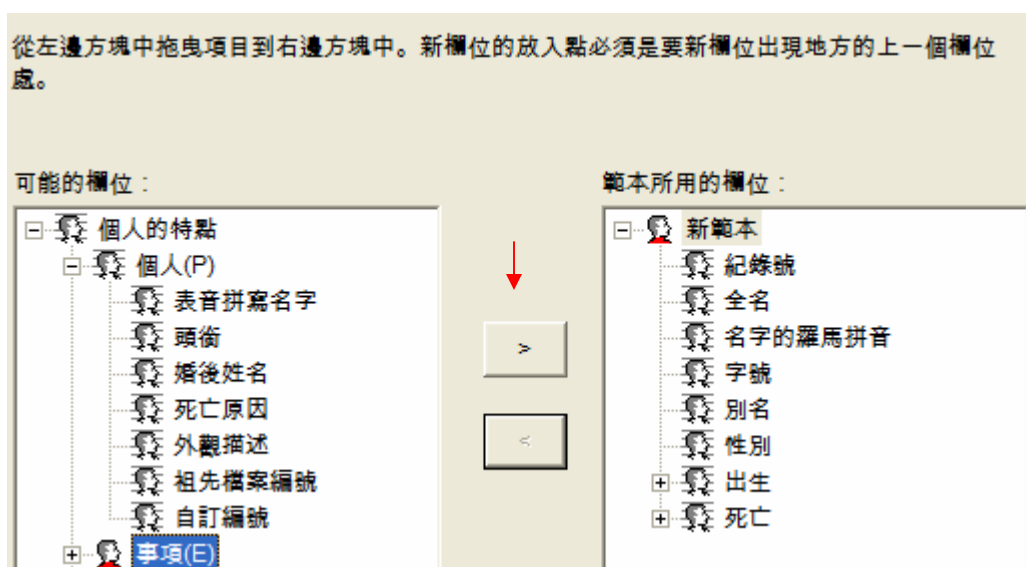 從左邊方塊中拖曳項目到右邊方塊中。新欄位的放入點必須是要新欄位出現地方的上一個欄位
處。
可能的欄位：
個人的特點
個人(P)
表音拼寫名字
頭銜
婚後姓名
死亡原因
外觀描述
祖先檔案編號
自訂編號
事項(E)
>
<
範本所用的欄位：
新範本
紀錄號
全名
名字的羅馬拼音
字號
別名
性別
出生
死亡